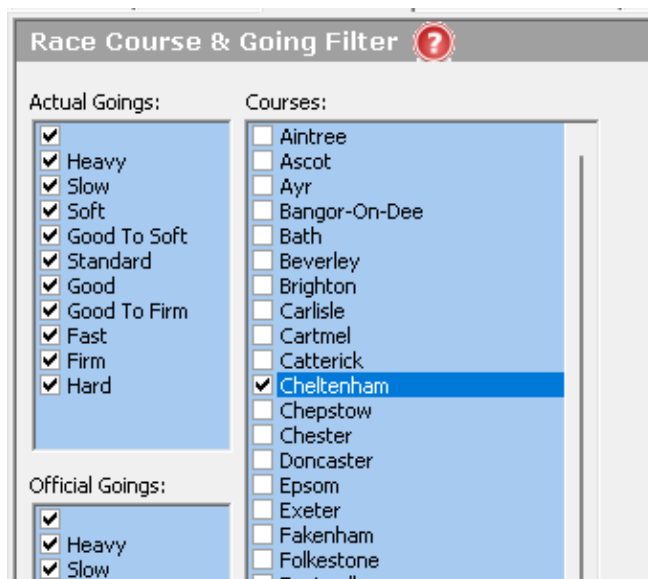 Race Course & Going Filter ?
Actual Goings:
Heavy
Slow
Soft
Good To Soft
Standard
Good
Good To Firm
Fast
Firm
Hard
Official Goings:
Heavy
Slow
Courses:
Aintree
Ascot
Ayr
Bangor-On-Dee
Bath
Beverley
Brighton
Carlisle
Cartmel
Catterick
Cheltenham
Chepstow
Chester
Doncaster
Epsom
Exeter
Fakenham
Folkestone